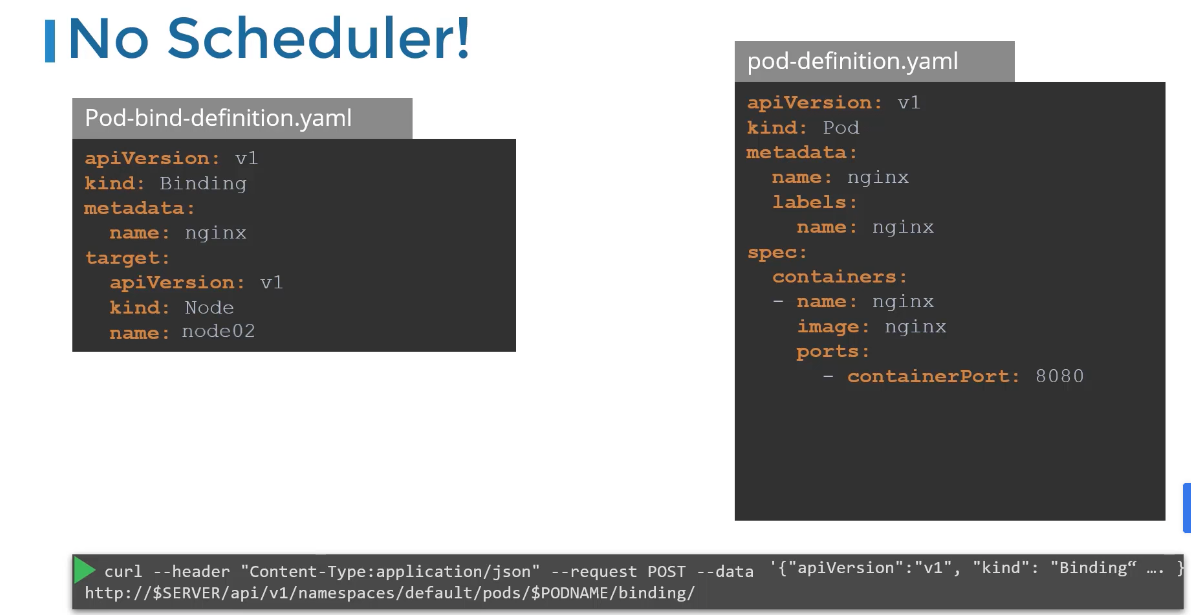 No Scheduler!
Pod-bind-definition.yaml
apiVersion: v1
kind: Binding
metadata:
  name: nginx
target:
  apiVersion: v1
  kind: Node
  name: node02
pod-definition.yaml
apiVersion: v1
kind: Pod
metadata:
  name: nginx
  labels:
    name: nginx
spec:
  containers:
  - name: nginx
    image: nginx
    ports:
      - containerPort: 8080
curl --header "Content-Type:application/json" --request POST --data '{"apiVersion":"v1", "kind": "Binding“ …. }
http://$SERVER/api/v1/namespaces/default/pods/$PODNAME/binding/